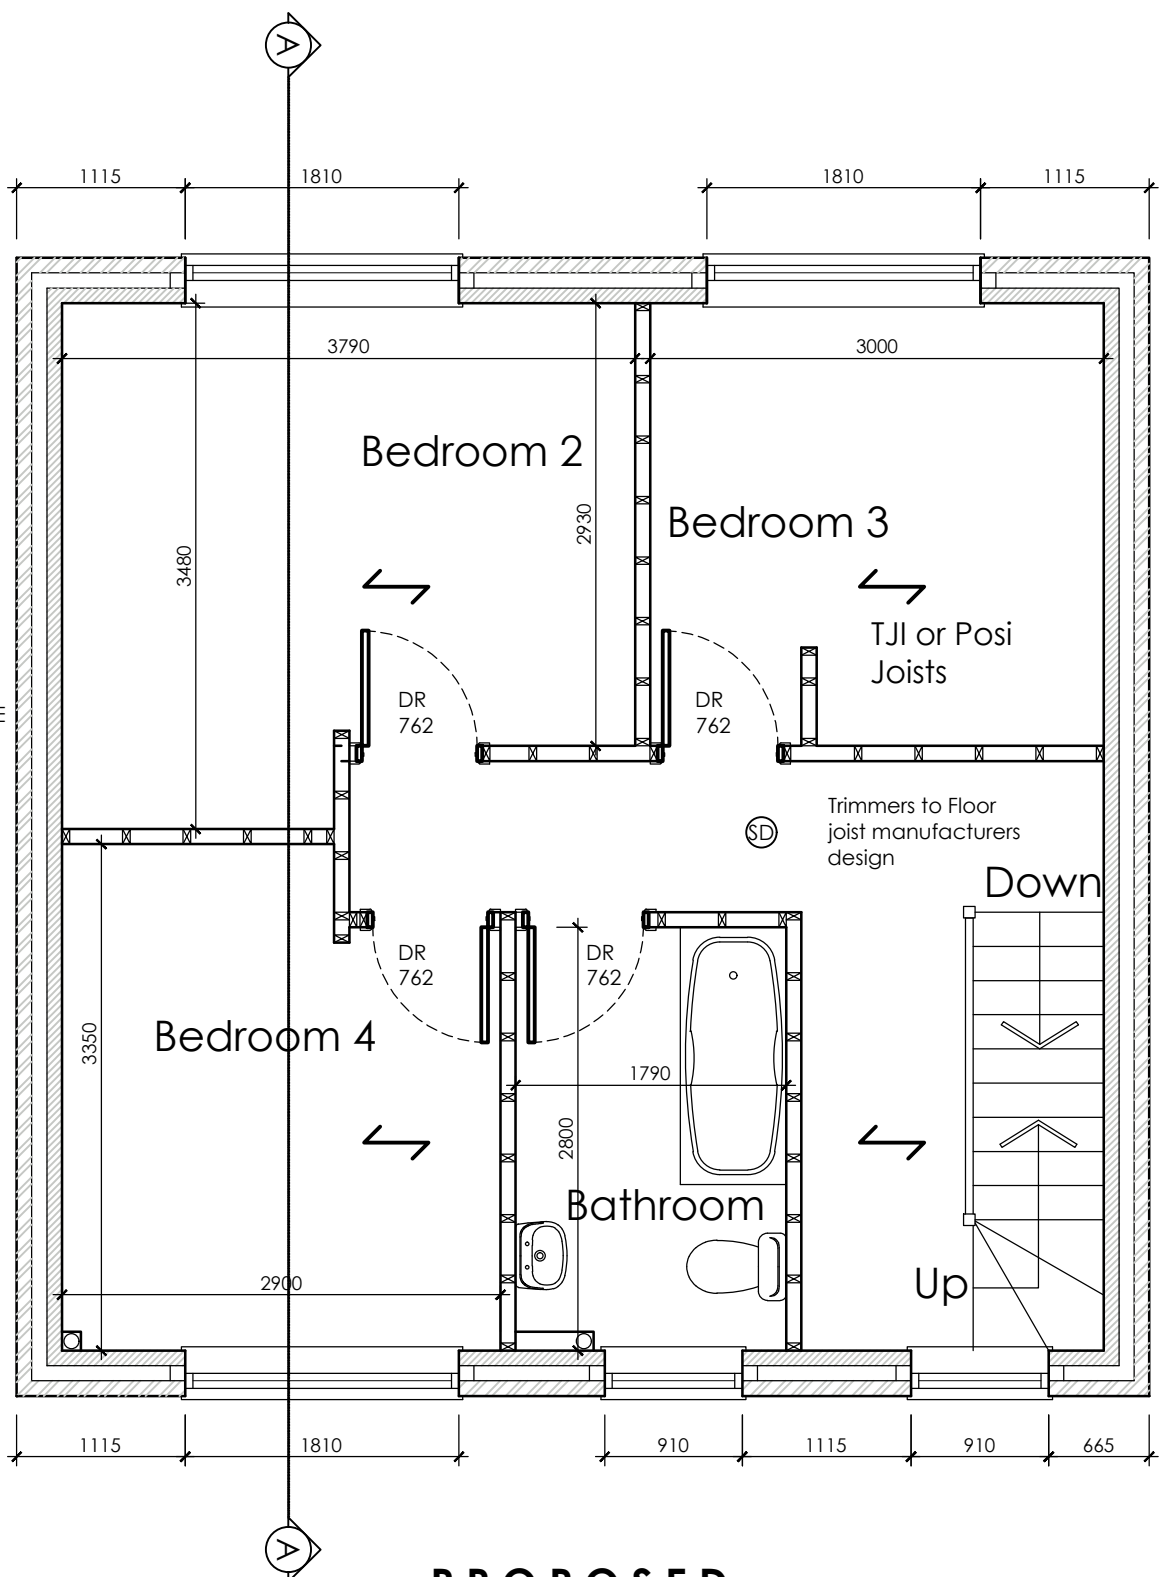 A
1115
1810
1810
1115
3790
3000
Bedroom 2
2930
Bedroom 3
3480
TJI or Posi
Joists
DR
762
DR
762
Trimmers to Floor
joist manufacturers
design
SD
Down
DR
762
DR
762
Bedroom 4
3350
1790
2800
Bathroom
2900
Up
1115
1810
910
1115
910
665
A
PROPOSED